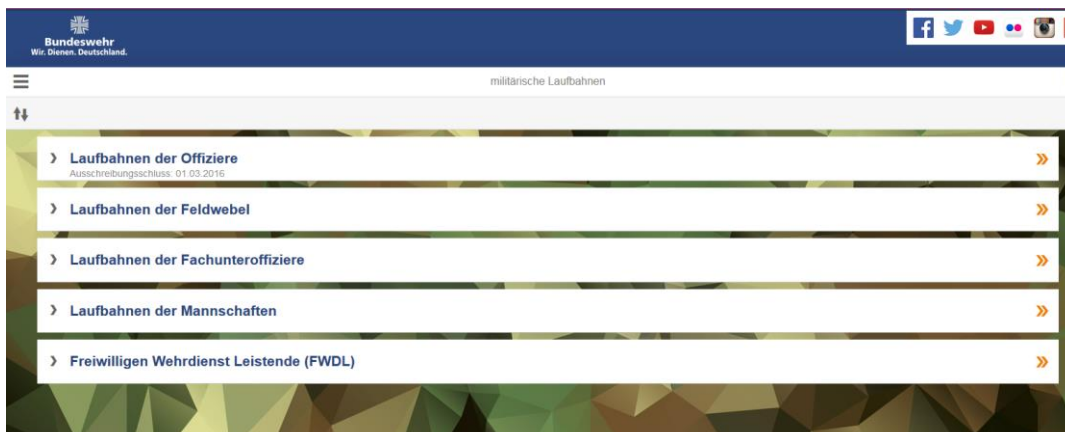 Bundeswehr
Wir. Dienen. Deutschland.
militärische Laufbahnen
Laufbahnen der Offiziere
Ausschreibungsschluss: 01.03.2016
Laufbahnen der Feldwebel
Laufbahnen der Fachunteroffiziere
Laufbahnen der Mannschaften
Freiwilligen Wehrdienst Leistende (FWDL)